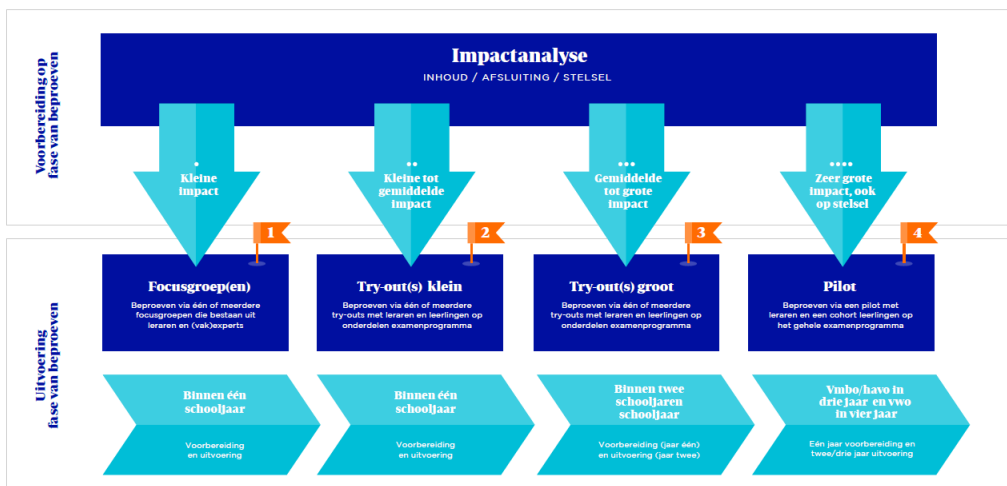 Voorbereiding op
fase van beproeven
Impactanalyse
INHOUD / AFSLUITING / STELSEL
Kleine
impact
Kleine tot
gemiddelde
impact
Gemiddelde
tot grote
impact
Zeer grote
impact, ook
op stelsel
Uitvoering
fase van beproeven
1
Focusgroep(en)
Beproeven via één of meerdere
focusgroepen die bestaan uit
leraren en (vak)experts
2
Try-out(s) klein
Beproeven via één of meerdere
try-outs met leraren en leerlingen op
onderdelen examenprogramma
3
Try-out(s) groot
Beproeven via één of meerdere
try-outs met leraren en leerlingen op
onderdelen examenprogramma
4
Pilot
Beproeven via een pilot met
leraren en een cohort leerlingen op
het gehele examenprogramma
Binnen één
schooljaar
Voorbereiding
en uitvoering
Binnen één
schooljaar
Voorbereiding
en uitvoering
Binnen twee
schooljaren
schooljaar
Voorbereiding (jaar één)
en uitvoering (jaar twee)
Vmbo/havo in
drie jaar en vwo
in vier jaar
Eén jaar voorbereiding en
twee/drie jaar uitvoering